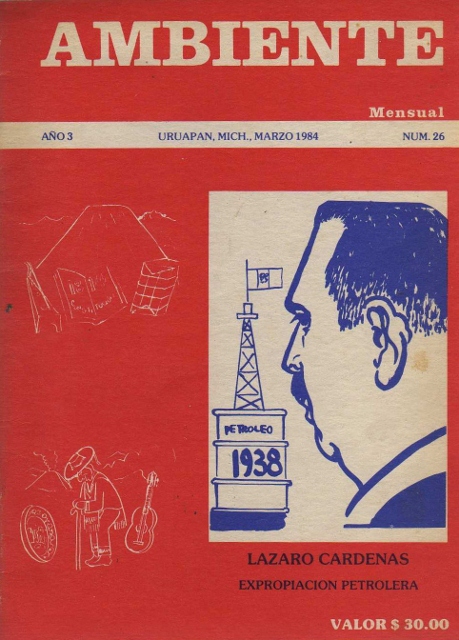 AMBIENTE
Mensual
AÑO 3 URUAPAN, MICH., MARZO 1984 NUM. 26
PETROLEO
1938
LAZARO CARDENAS
EXPROPIACION PETROLERA
VALOR $ 30.00